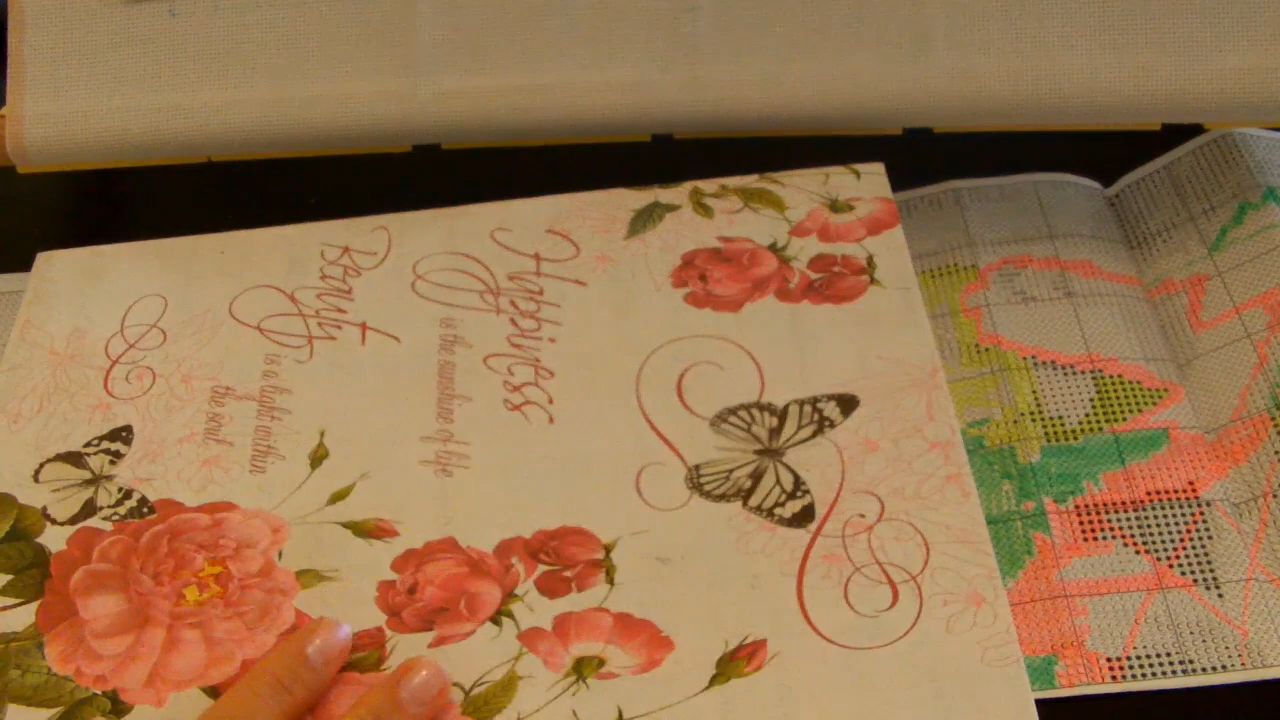 Happiness
is the sunshine of life
Beauty
is a light within
the soul